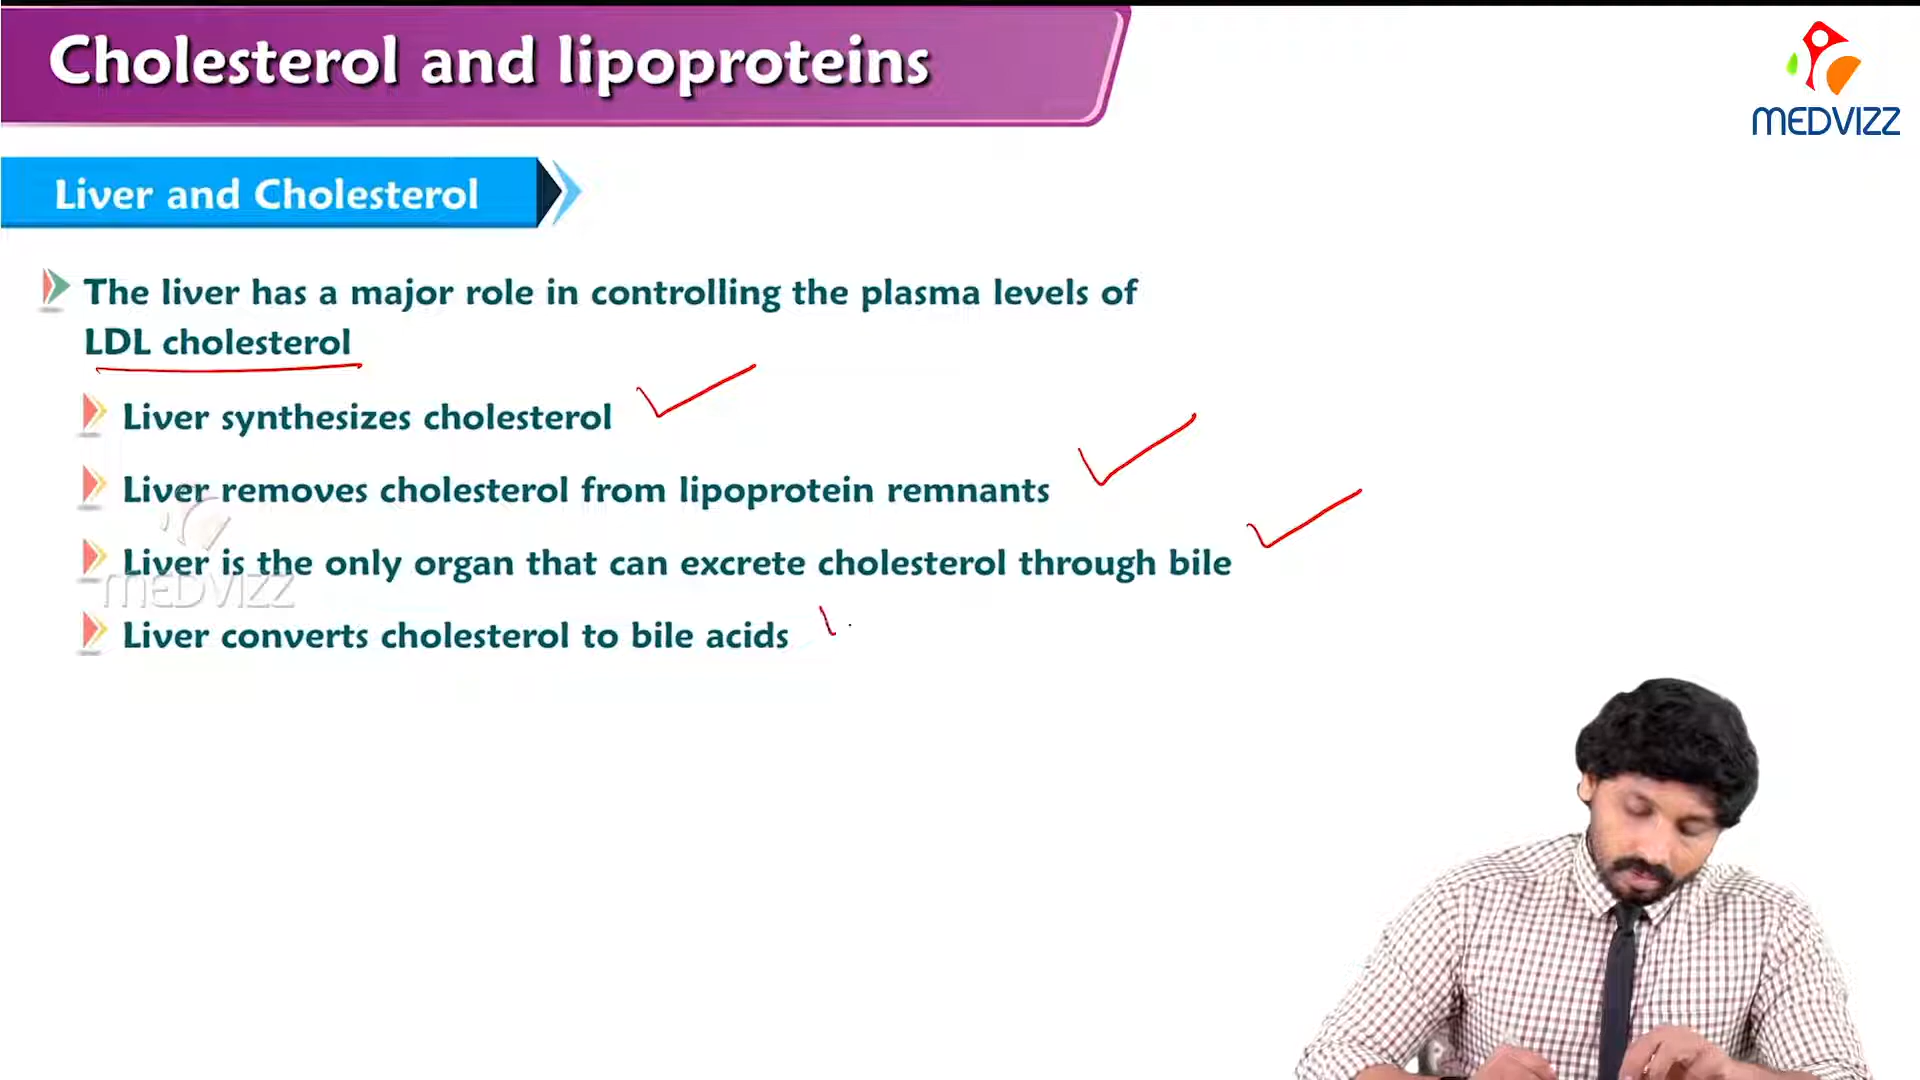 Cholesterol and lipoproteins
MEDVIZZ
Liver and Cholesterol
The liver has a major role in controlling the plasma levels of
LDL cholesterol
Liver synthesizes cholesterol
Liver removes cholesterol from lipoprotein remnants
Liver is the only organ that can excrete cholesterol through bile
MEDVIZZ
Liver converts cholesterol to bile acids